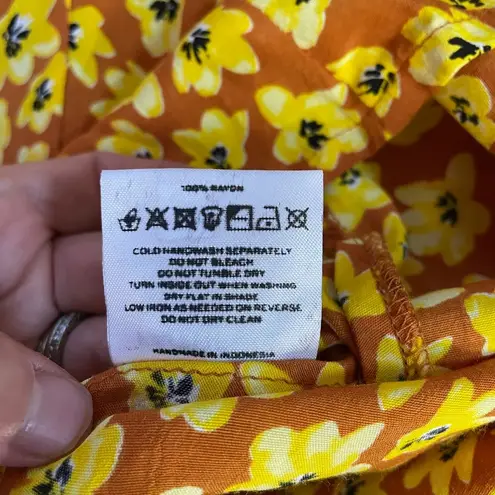 100% RAYON
COLD HANDWASH SEPARATELY
DO NOT BLEACH
DO NOT TUMBLE DRY
TURN INSIDE OUT WHEN WASHING
DRY FLAT IN SHADE
LOW IRON AS NEEDED ON REVERSE
DO NOT DRY CLEAN
HANDMADE IN INDONESIA